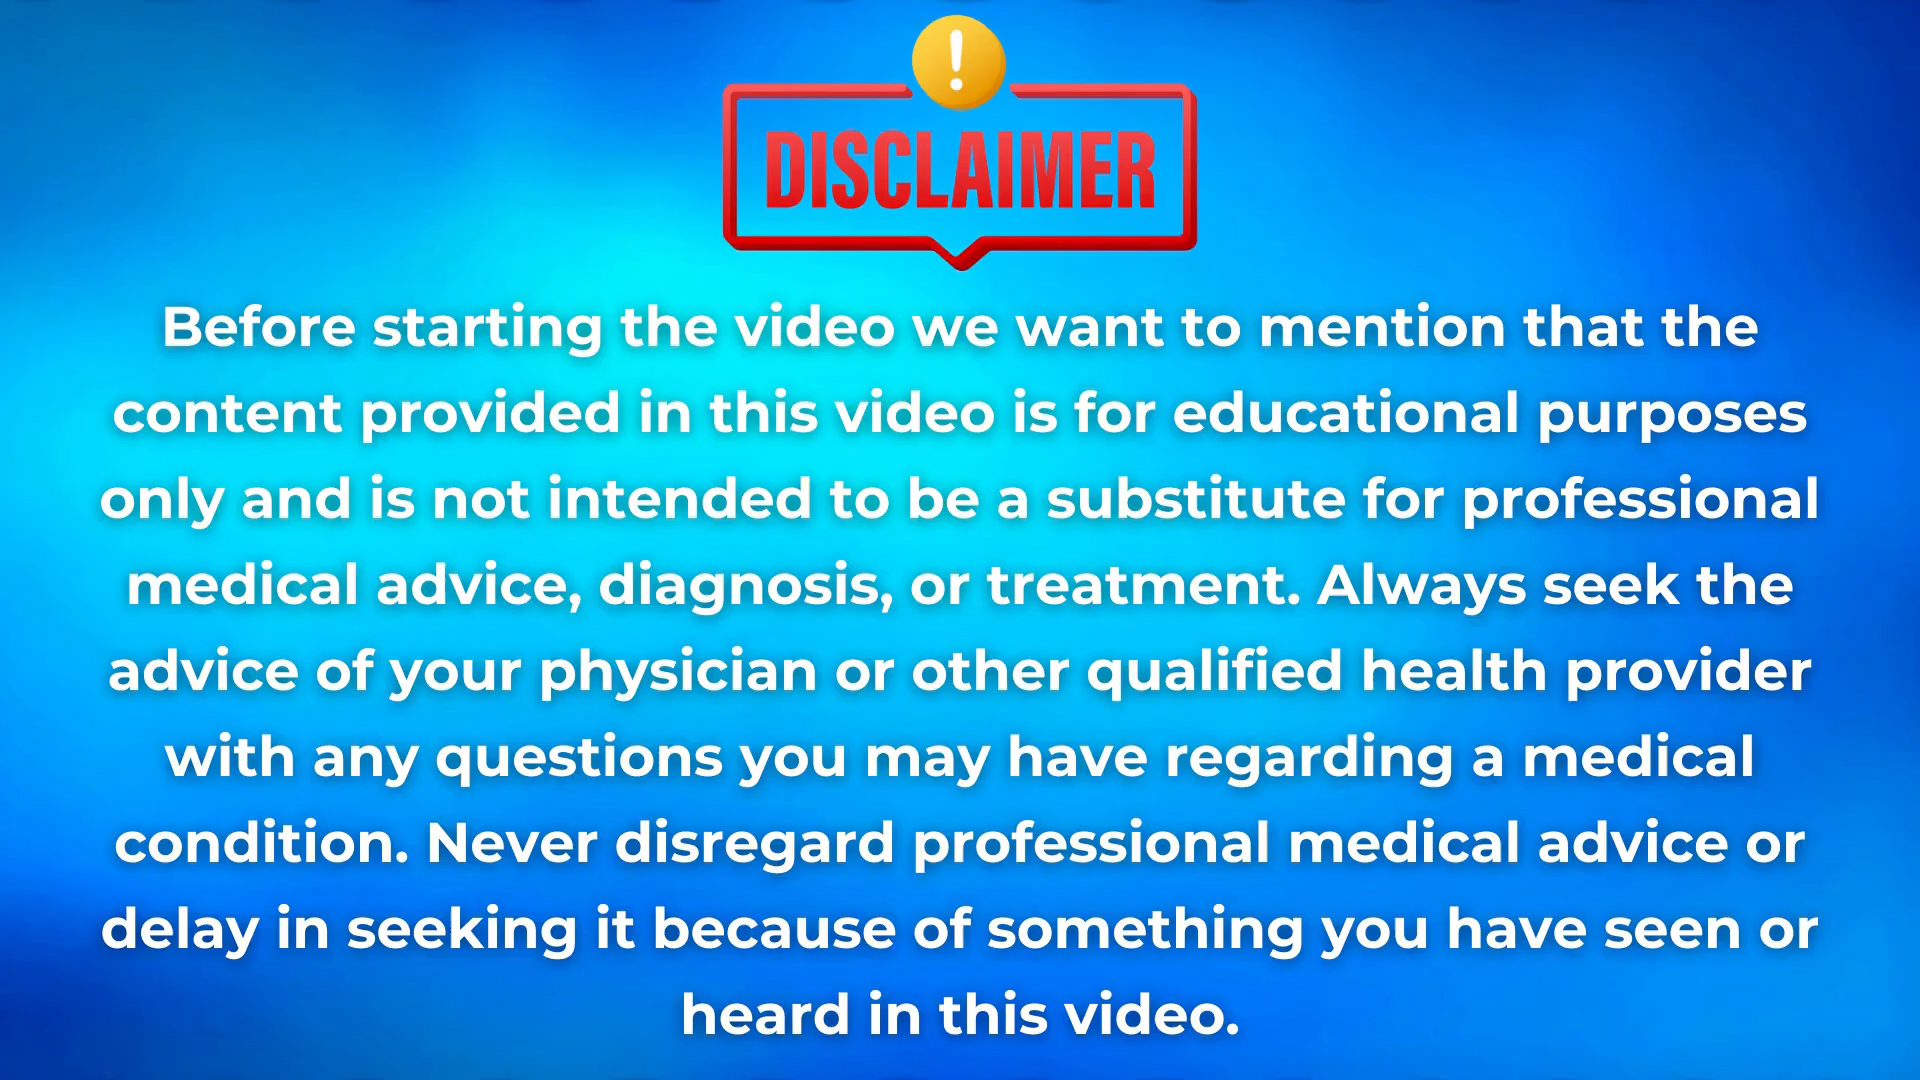 !
DISCLAIMER
Before starting the video we want to mention that the
content provided in this video is for educational purposes
only and is not intended to be a substitute for professional
medical advice, diagnosis, or treatment. Always seek the
advice of your physician or other qualified health provider
with any questions you may have regarding a medical
condition. Never disregard professional medical advice or
delay in seeking it because of something you have seen or
heard in this video.